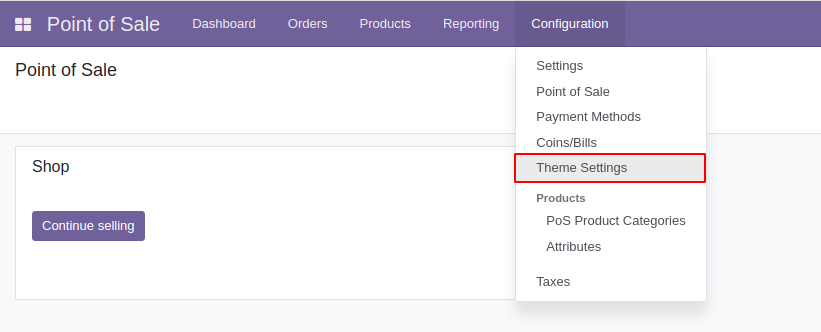 Point of Sale Dashboard Orders Products Reporting Configuration
Point of Sale
Settings
Point of Sale
Payment Methods
Coins/Bills
Theme Settings
Products
PoS Product Categories
Attributes
Taxes
Shop
Continue selling